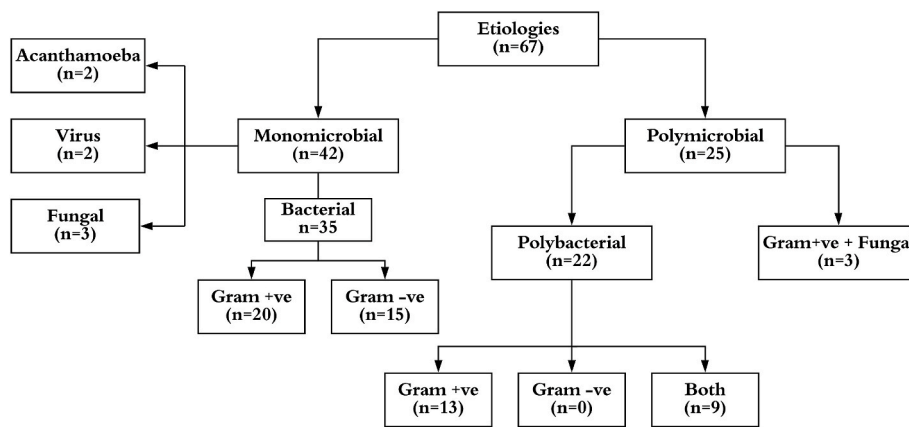 Etiologies
(n=67)
Acanthamoeba
(n=2)
Virus
(n=2)
Fungal
(n=3)
Monomicrobial
(n=42)
Bacterial
n=35
Gram +ve
(n=20)
Gram -ve
(n=15)
Polymicrobial
(n=25)
Polybacterial
(n=22)
Gram+ve + Funga
(n=3)
Gram +ve
(n=13)
Gram -ve
(n=0)
Both
(n=9)